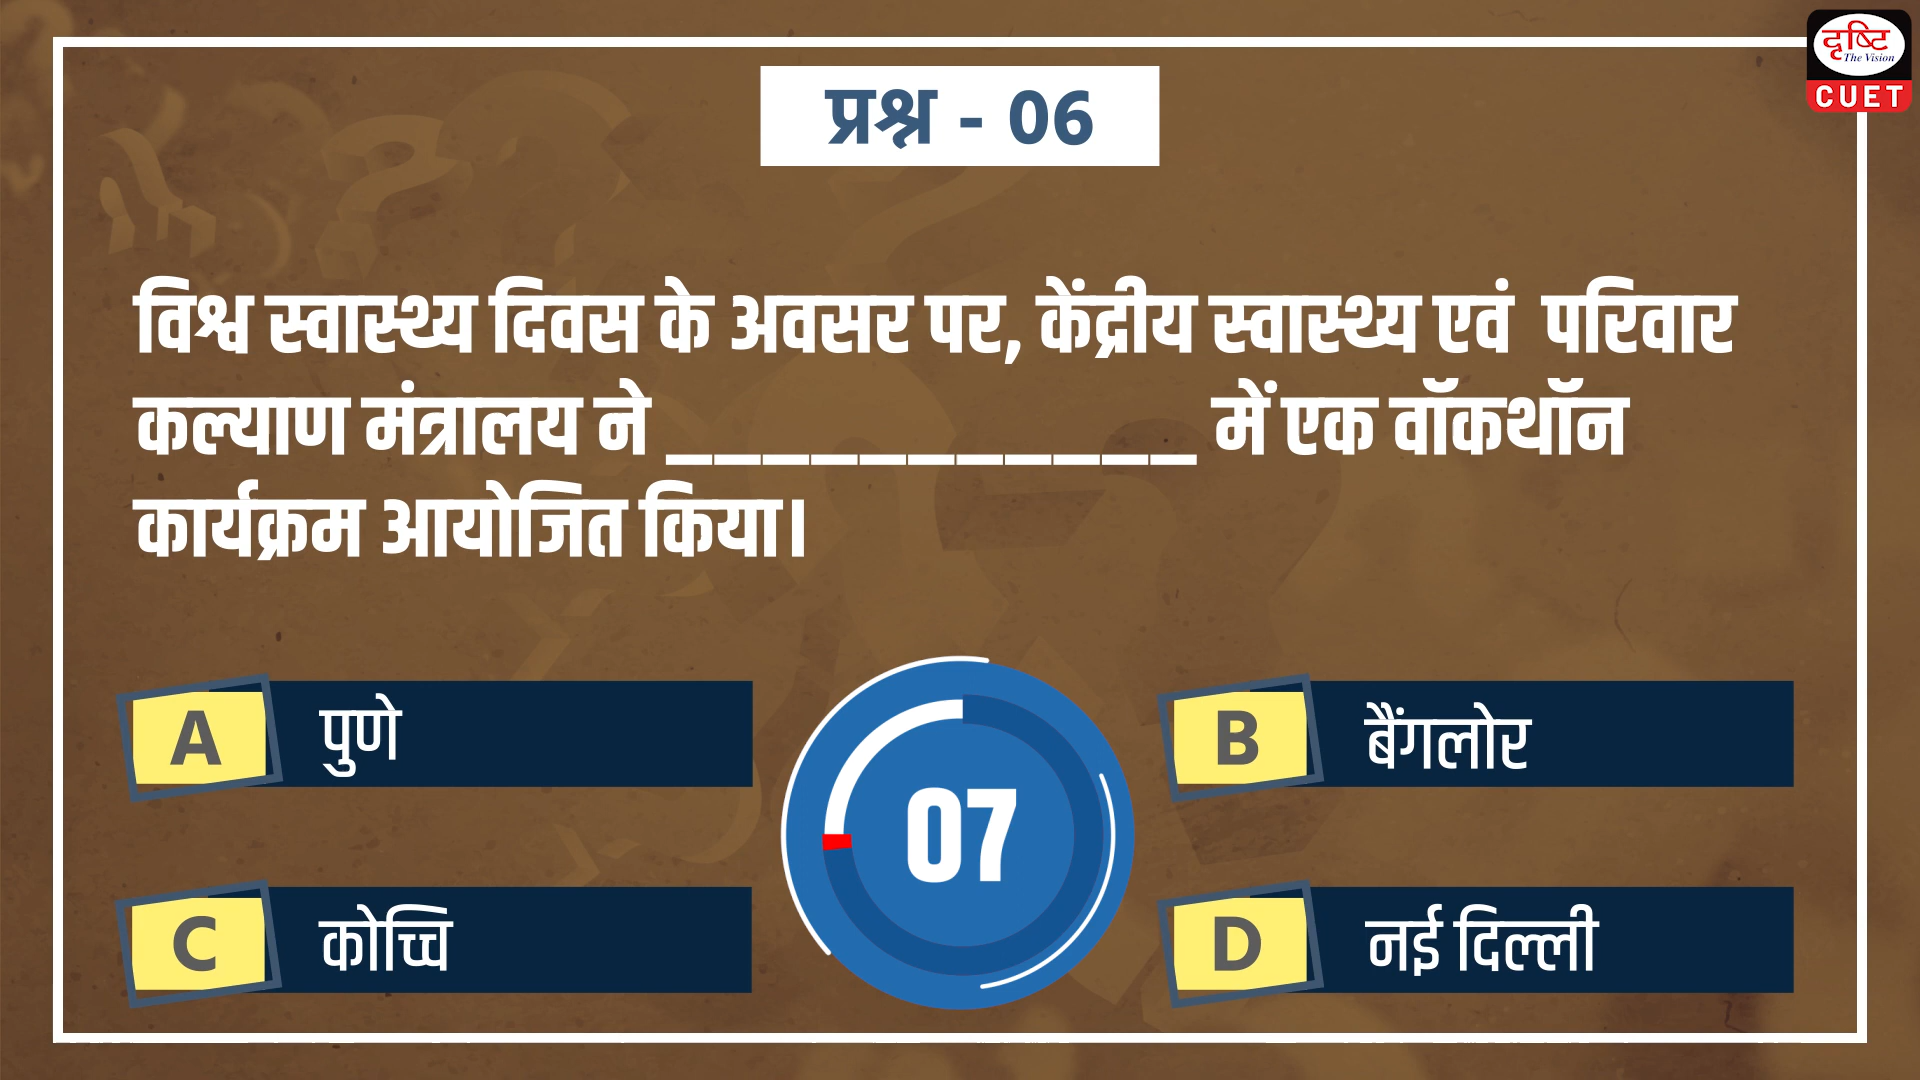 दृष्टि
The Vision
CUET
प्रश्न - 06
विश्व स्वास्थ्य दिवस के अवसर पर, केंद्रीय स्वास्थ्य एवं परिवार
कल्याण मंत्रालय ने ___________ में एक वॉकथॉन
कार्यक्रम आयोजित किया।
A पुणे
B बैंगलोर
07
C कोच्चि
D नई दिल्ली